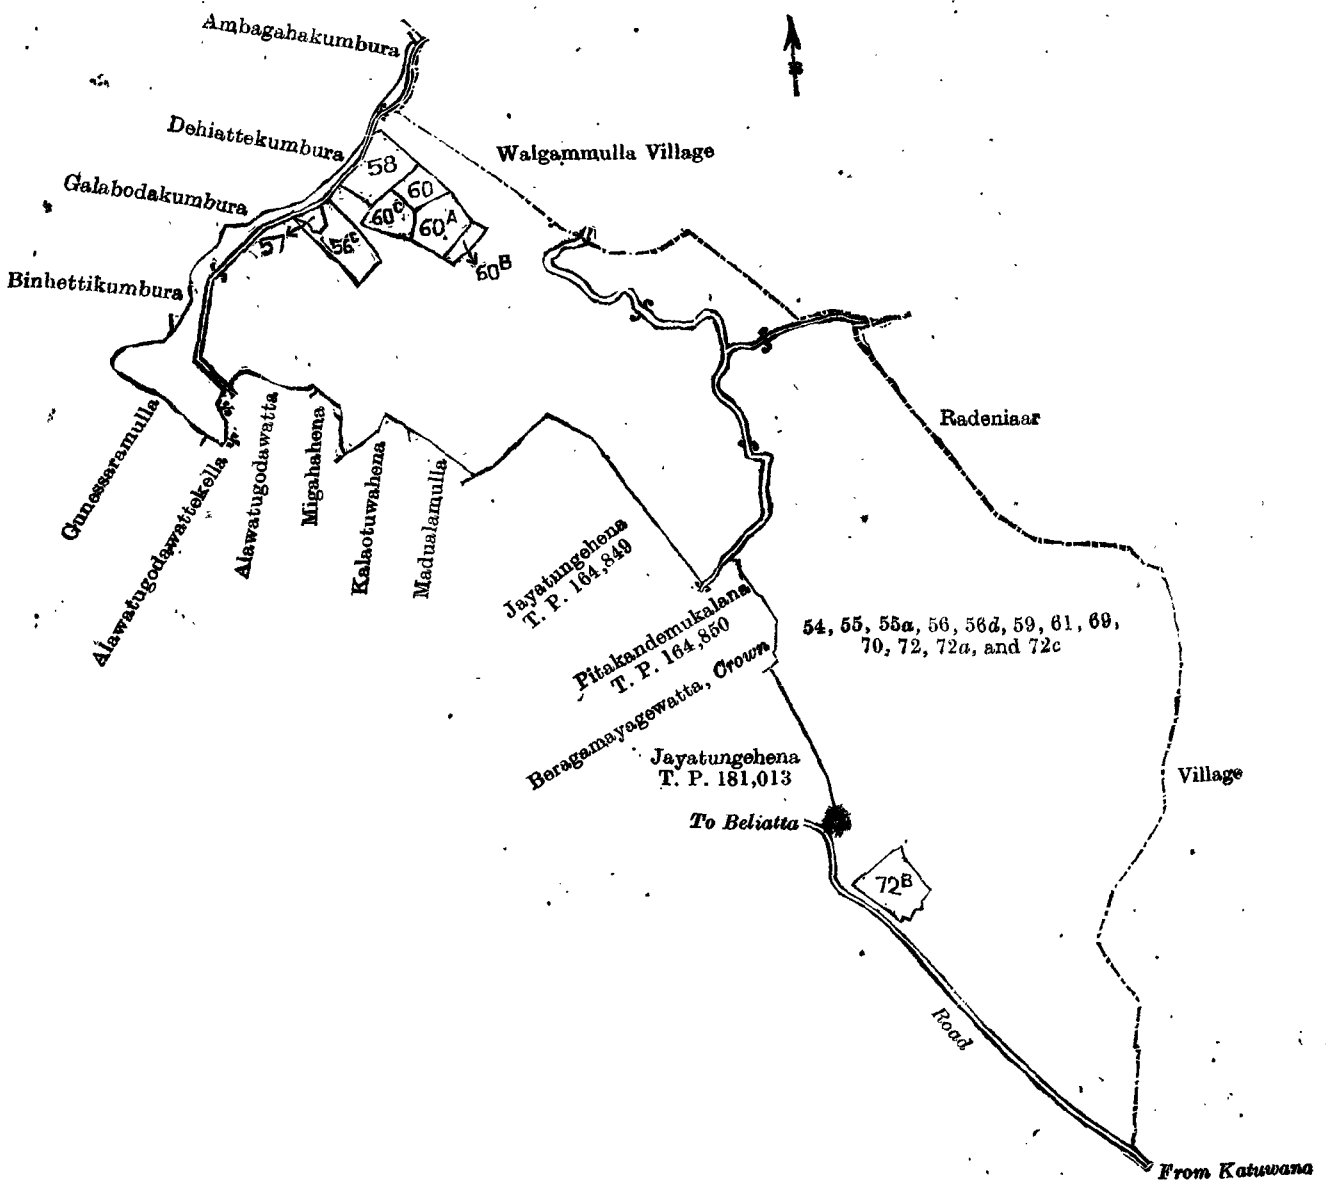 Ambagahakumbura
Dehiattekumbura
Walgammulla Village
58
60
Galabodakumbura
60C
60A
57
56C
60B
Binhettikumbura
Radeniaar
Gunessaramulla
Alawatugodawattekella
Alawatugodawatta
Migahahena
Kalaotuwahena
Madualamulla
Jayatungehena
T. P. 164,849
Pitakandemukalana
T. P. 164,850
Beragamayagewatta, Crown
54, 55, 55a, 56, 56d, 59, 61, 69,
70, 72, 72a, and 72c
Jayatungehena
T. P. 181,013
Village
To Beliatta
72B
Road
From Katuwana